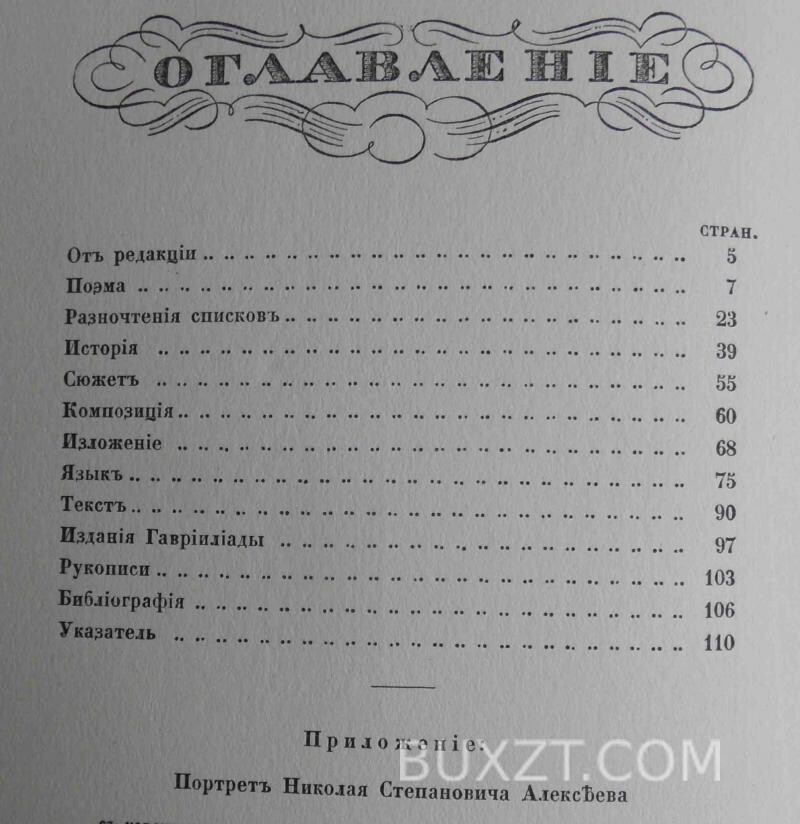 ОГЛАВЛЕНІЕ
СТРАН.
Отъ редакціи .. .. .. .. .. .. .. .. .. .. .. .. .. .. .. 5
Поэма .. .. .. .. .. .. .. .. .. .. .. .. .. .. .. .. .. 7
Разночтенія списковъ .. .. .. .. .. .. .. .. .. .. .. .. 23
Исторія .. .. .. .. .. .. .. .. .. .. .. .. .. .. .. .. 39
Сюжетъ .. .. .. .. .. .. .. .. .. .. .. .. .. .. .. .. 55
Композиція .. .. .. .. .. .. .. .. .. .. .. .. .. .. .. 60
Изложеніе .. .. .. .. .. .. .. .. .. .. .. .. .. .. .. 68
Языкъ .. .. .. .. .. .. .. .. .. .. .. .. .. .. .. .. .. 75
Текстъ .. .. .. .. .. .. .. .. .. .. .. .. .. .. .. .. .. 90
Изданія Гавріиліады .. .. .. .. .. .. .. .. .. .. .. .. 97
Рукописи .. .. .. .. .. .. .. .. .. .. .. .. .. .. .. .. 103
Библіографія .. .. .. .. .. .. .. .. .. .. .. .. .. .. 106
Указатель .. .. .. .. .. .. .. .. .. .. .. .. .. .. .. 110
Приложеніе:
BUXZT.COM
Портретъ Николая Степановича Алексѣева